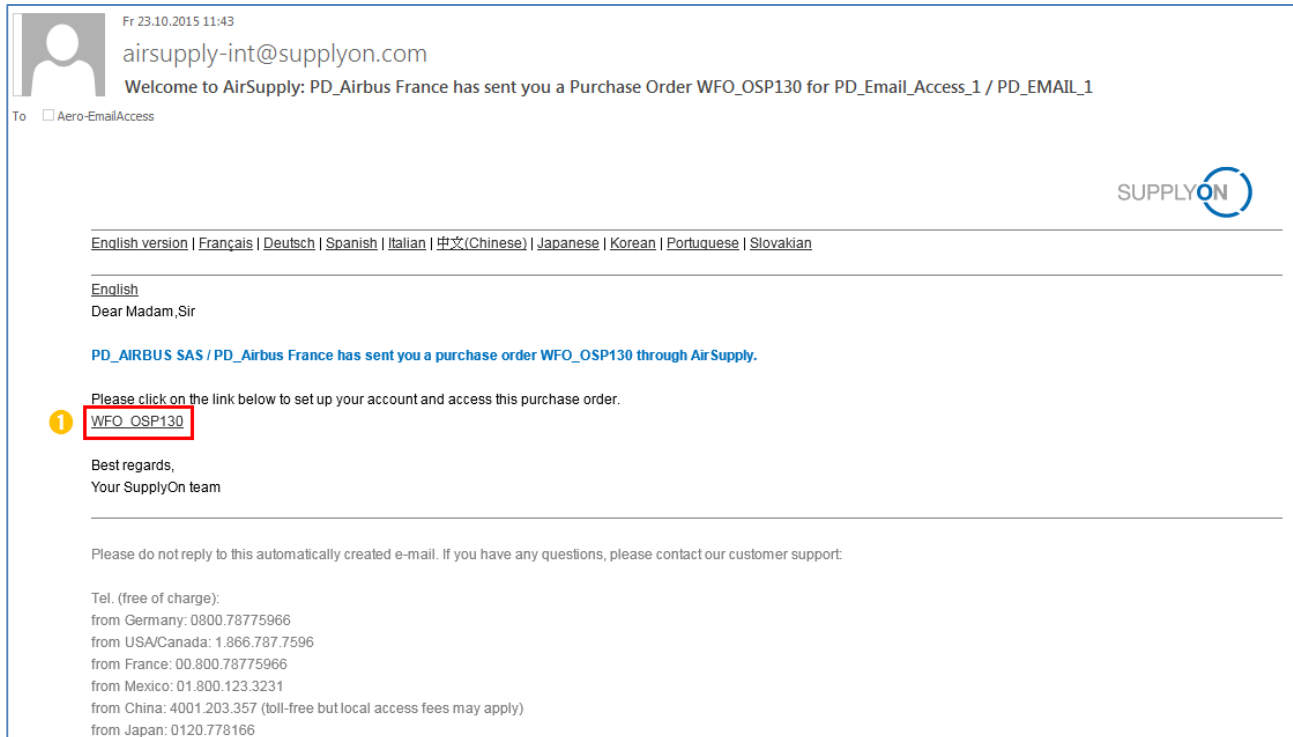 Fr 23.10.2015 11:43
airsupply-int@supplyon.com
Welcome to AirSupply: PD_Airbus France has sent you a Purchase Order WFO_OSP130 for PD_Email_Access_1 / PD_EMAIL_1
To Aero-EmailAccess
SUPPLYON
English version | Français | Deutsch | Spanish | Italian | 中文(Chinese) | Japanese | Korean | Portuguese | Slovakian
English
Dear Madam,Sir
PD_AIRBUS SAS / PD_Airbus France has sent you a purchase order WFO_OSP130 through AirSupply.
Please click on the link below to set up your account and access this purchase order.
1 WFO_OSP130
Best regards,
Your SupplyOn team
Please do not reply to this automatically created e-mail. If you have any questions, please contact our customer support:
Tel. (free of charge):
from Germany: 0800.78775966
from USA/Canada: 1.866.787.7596
from France: 00.800.78775966
from Mexico: 01.800.123.3231
from China: 4001.203.357 (toll-free but local access fees may apply)
from Japan: 0120.778166